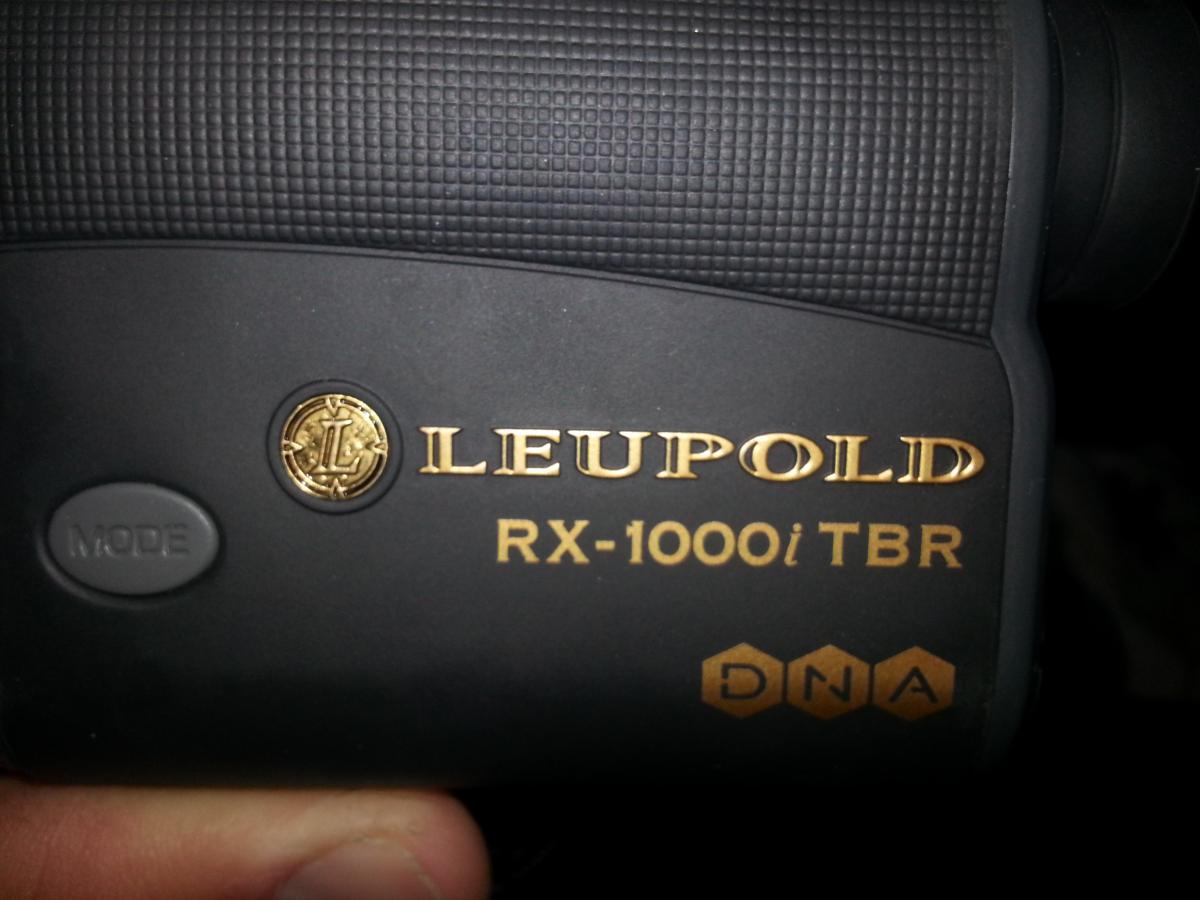 L LEUPOLD
RX-1000i TBR
MODE
DNA